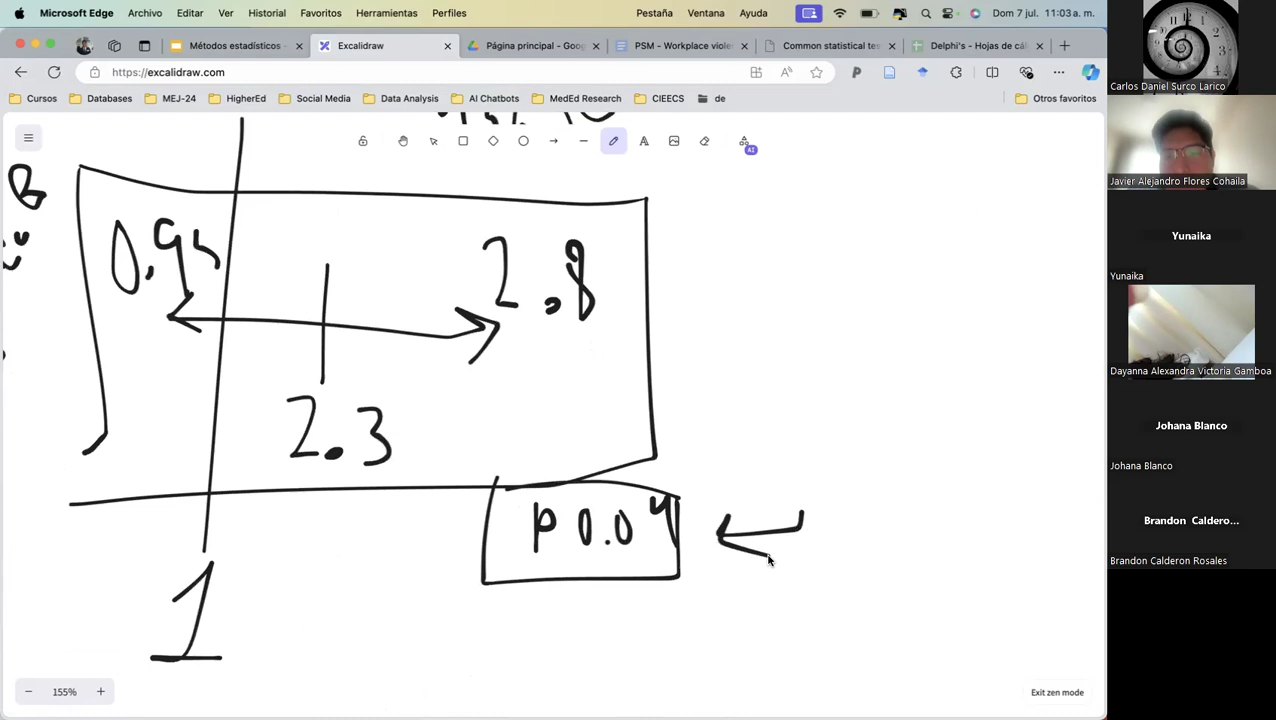 Microsoft Edge Archivo Editar Ver Historial Favoritos Herramientas Perfiles Pestaña Ventana Ayuda Dom 7 jul. 11:03 a. m.
Métodos estadísticos - Excalidraw Página principal - Goog PSM - Workplace violen Common statistical tes Delphi's - Hojas de cál
https://excalidraw.com
Cursos Databases MEJ-24 HigherEd Social Media Data Analysis AI Chatbots MedEd Research CIEECS de Otros favoritos
AI
B
0.95
2.8
2.3
P 0.04
1
155%
Exit zen mode
Carlos Daniel Surco Larico
Javier Alejandro Flores Cohaila
Yunaika
Yunaika
Dayanna Alexandra Victoria Gamboa
Johana Blanco
Johana Blanco
Brandon Caldero...
Brandon Calderon Rosales